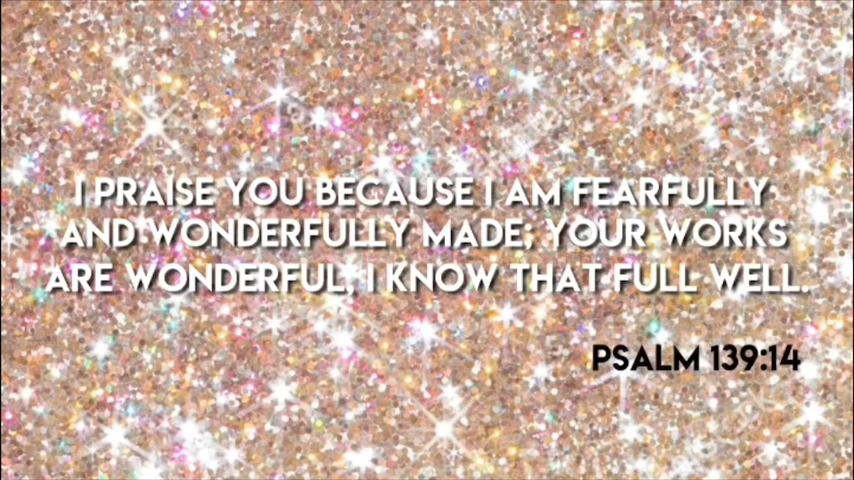 I PRAISE YOU BECAUSE I AM FEARFULLY
AND WONDERFULLY MADE; YOUR WORKS
ARE WONDERFUL, I KNOW THAT FULL WELL.
PSALM 139:14